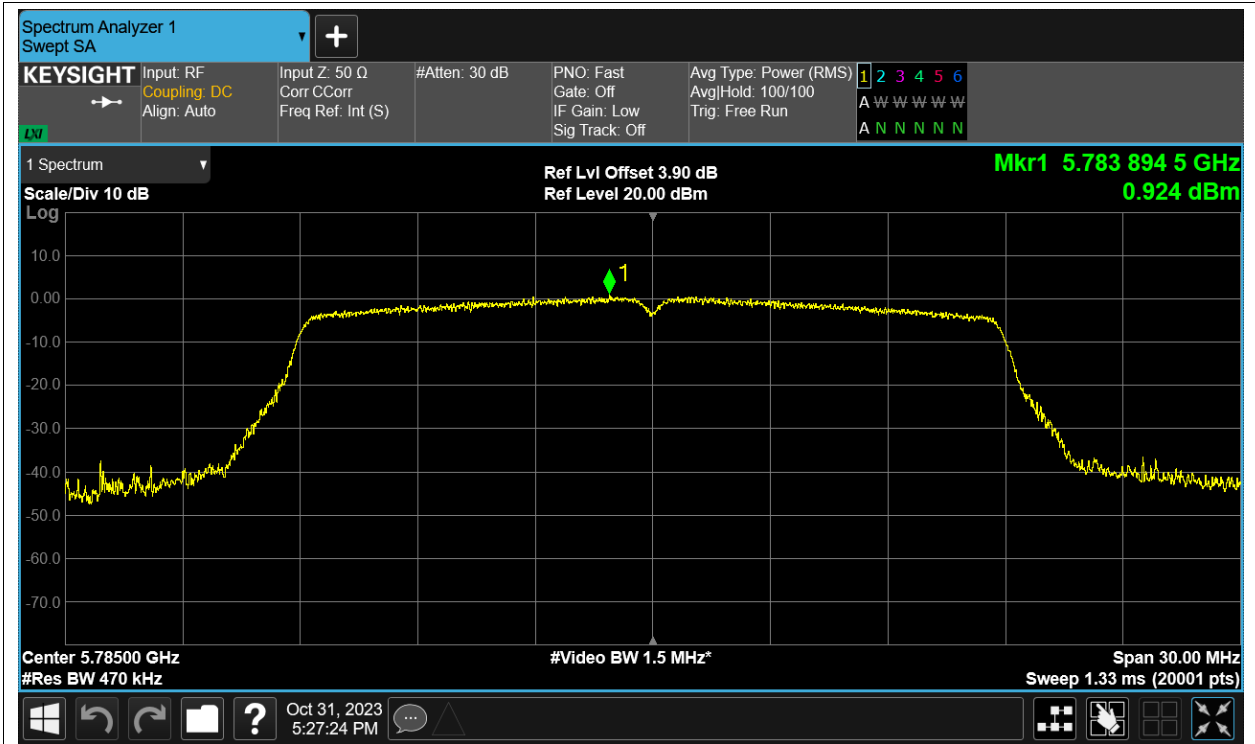 Spectrum Analyzer 1
Swept SA
+
KEYSIGHT
LXI
Input: RF
Coupling: DC
Align: Auto
Input Z: 50 Ω
Corr CCorr
Freq Ref: Int (S)
#Atten: 30 dB
PNO: Fast
Gate: Off
IF Gain: Low
Sig Track: Off
Avg Type: Power (RMS)
Avg|Hold: 100/100
Trig: Free Run
1 2 3 4 5 6
A W W W W W
A N N N N N
1 Spectrum
Scale/Div 10 dB
Ref Lvl Offset 3.90 dB
Ref Level 20.00 dBm
Mkr1 5.783 894 5 GHz
0.924 dBm
Log
10.0
0.00
-10.0
-20.0
-30.0
-40.0
-50.0
-60.0
-70.0
1
Center 5.78500 GHz
#Res BW 470 kHz
#Video BW 1.5 MHz*
Span 30.00 MHz
Sweep 1.33 ms (20001 pts)
?
Oct 31, 2023
5:27:24 PM